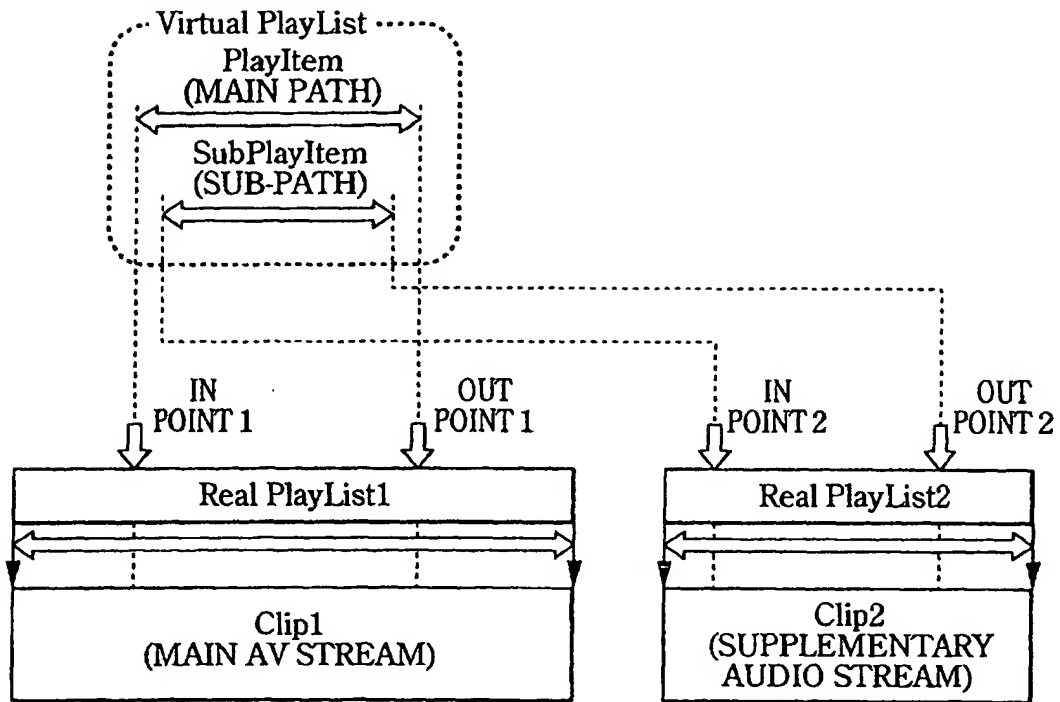 Virtual PlayList
PlayItem
(MAIN PATH)
SubPlayItem
(SUB-PATH)
IN
POINT 1
OUT
POINT 1
IN
POINT 2
OUT
POINT 2
Real PlayList1
Real PlayList2
Clip1
(MAIN AV STREAM)
Clip2
(SUPPLEMENTARY
AUDIO STREAM)